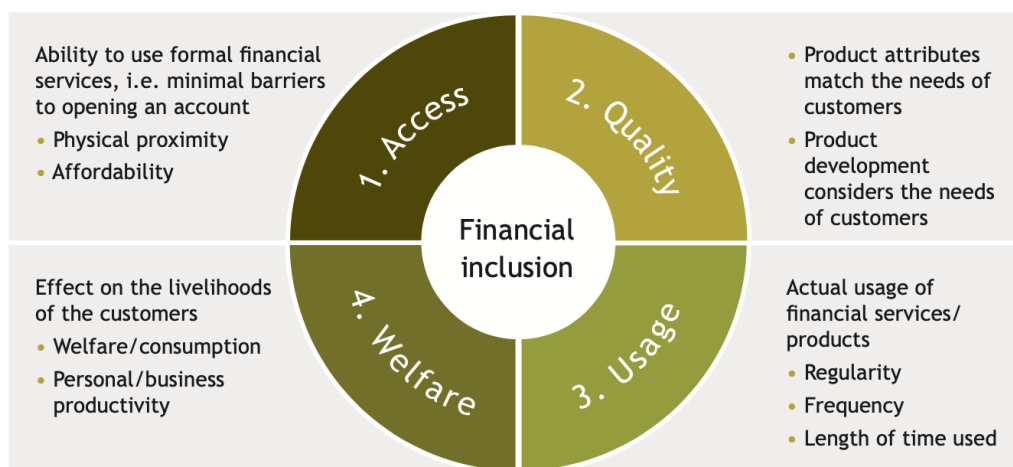 Ability to use formal financial
services, i.e. minimal barriers
to opening an account
• Physical proximity
• Affordability
1. Access
2. Quality
• Product attributes
match the needs of
customers
• Product
development
considers the needs
of customers
Financial
inclusion
Effect on the livelihoods
of the customers
• Welfare/consumption
• Personal/business
productivity
4. Welfare
3. Usage
Actual usage of
financial services/
products
• Regularity
• Frequency
• Length of time used